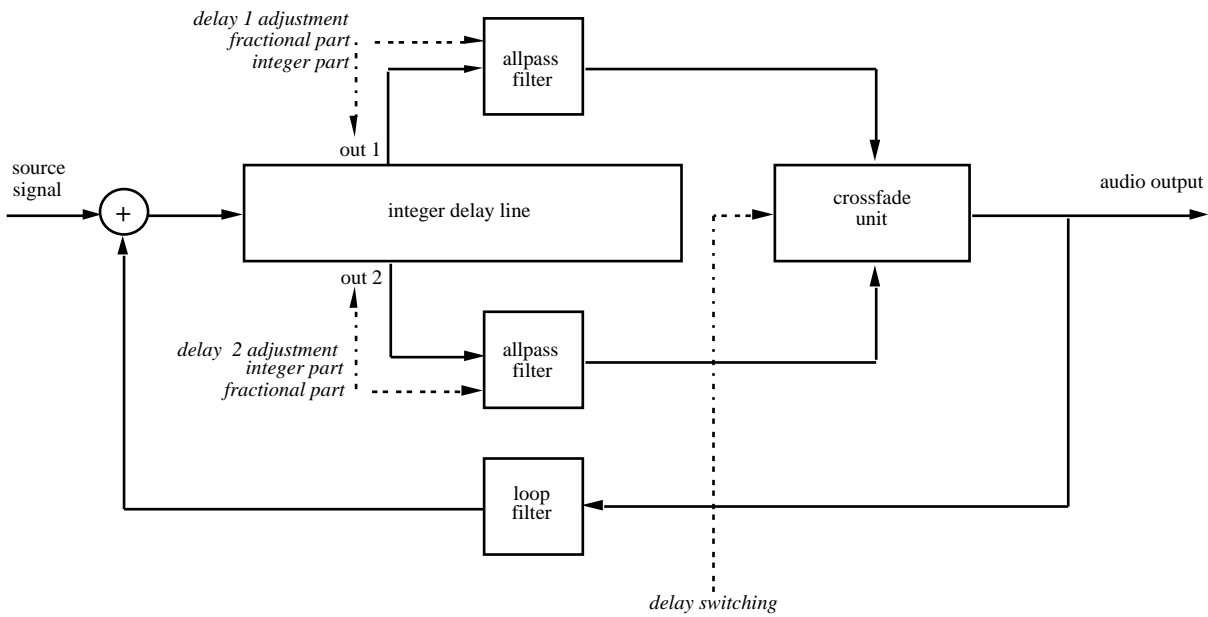 delay 1 adjustment
fractional part
integer part
allpass
filter
out 1
source
signal
+
integer delay line
crossfade
unit
audio output
out 2
delay 2 adjustment
integer part
fractional part
allpass
filter
loop
filter
delay switching